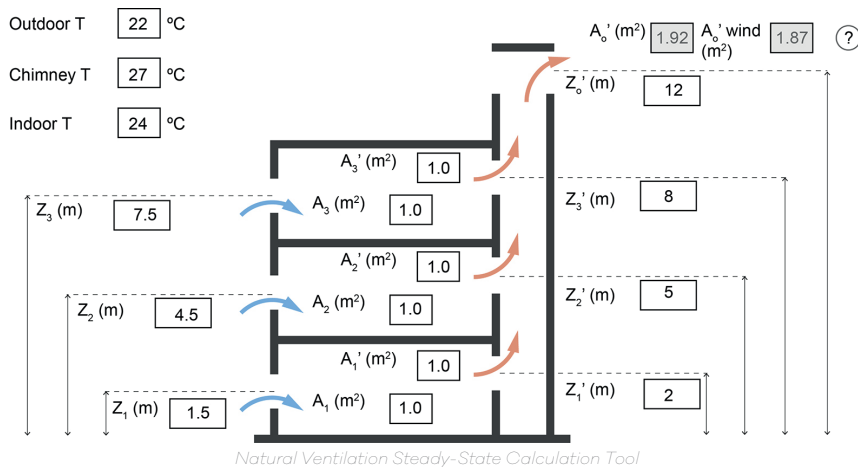 Outdoor T 22 ºC
Chimney T 27 ºC
Indoor T 24 ºC
Aₒ’ (m²) 1.92 Aₒ’ wind (m²) 1.87 ?
Zₒ’ (m) 12
A₃’ (m²) 1.0
Z₃ (m) 7.5
A₃ (m²) 1.0
Z₃’ (m) 8
A₂’ (m²) 1.0
Z₂ (m) 4.5
A₂ (m²) 1.0
Z₂’ (m) 5
A₁’ (m²) 1.0
Z₁ (m) 1.5
A₁ (m²) 1.0
Z₁’ (m) 2
Natural Ventilation Steady-State Calculation Tool